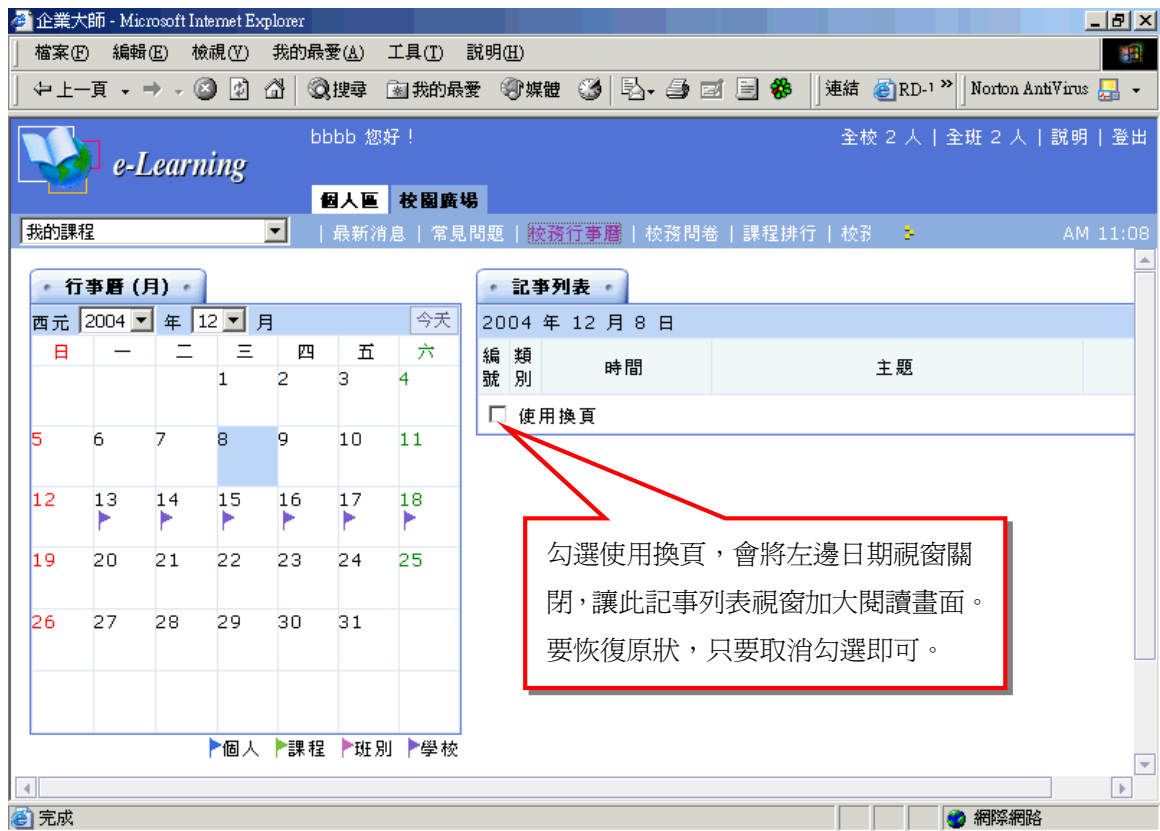 企業大師 - Microsoft Internet Explorer
檔案(F) 編輯(E) 檢視(V) 我的最愛(A) 工具(T) 說明(H)
上一頁 搜尋 我的最愛 媒體 連結 RD-1 » Norton AntiVirus
e-Learning
bbbb 您好！
全校 2 人 | 全班 2 人 | 說明 | 登出
個人區 校園廣場
我的課程 | 最新消息 | 常見問題 | 校務行事曆 | 校務問卷 | 課程排行 | 校務 AM 11:08
行事曆 (月)
西元 2004 年 12 月 今天
日 一 二 三 四 五 六
1 2 3 4
5 6 7 8 9 10 11
12 13 14 15 16 17 18
19 20 21 22 23 24 25
26 27 28 29 30 31
個人 課程 班別 學校
記事列表
2004 年 12 月 8 日
編號 類別 時間 主題
使用換頁
勾選使用換頁，會將左邊日期視窗關
閉，讓此記事列表視窗加大閱讀畫面。
要恢復原狀，只要取消勾選即可。
完成 網際網路